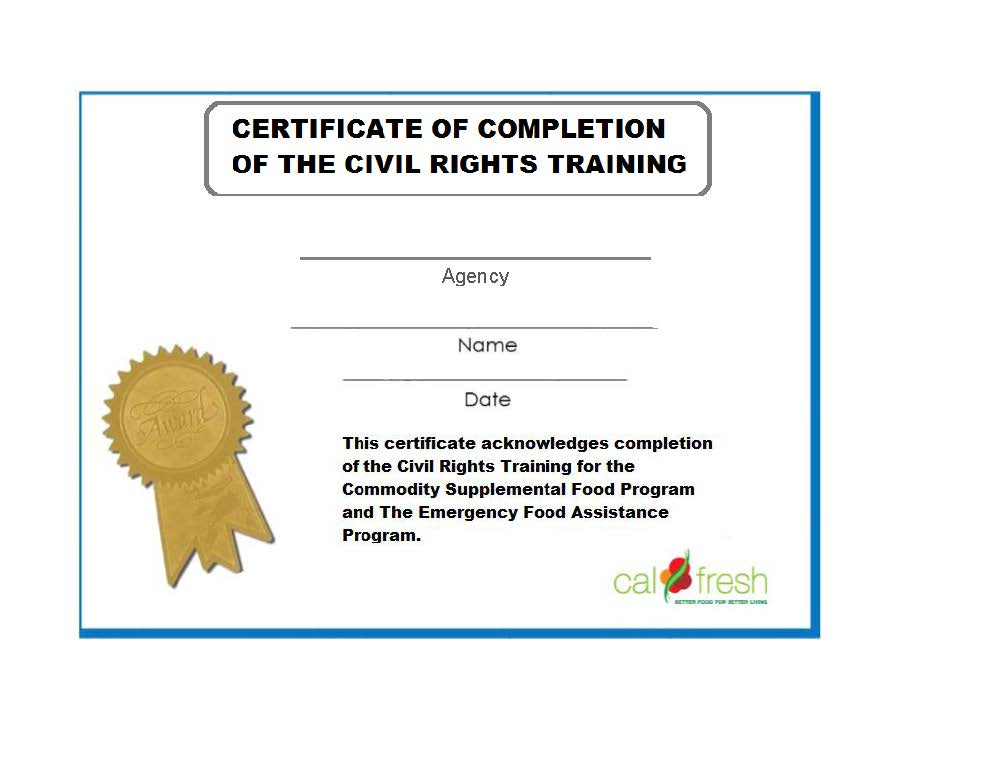 CERTIFICATE OF COMPLETION
OF THE CIVIL RIGHTS TRAINING
Agency
Name
Date
Award
This certificate acknowledges completion
of the Civil Rights Training for the
Commodity Supplemental Food Program
and The Emergency Food Assistance
Program.
cal fresh
BETTER FOOD FOR BETTER LIVING